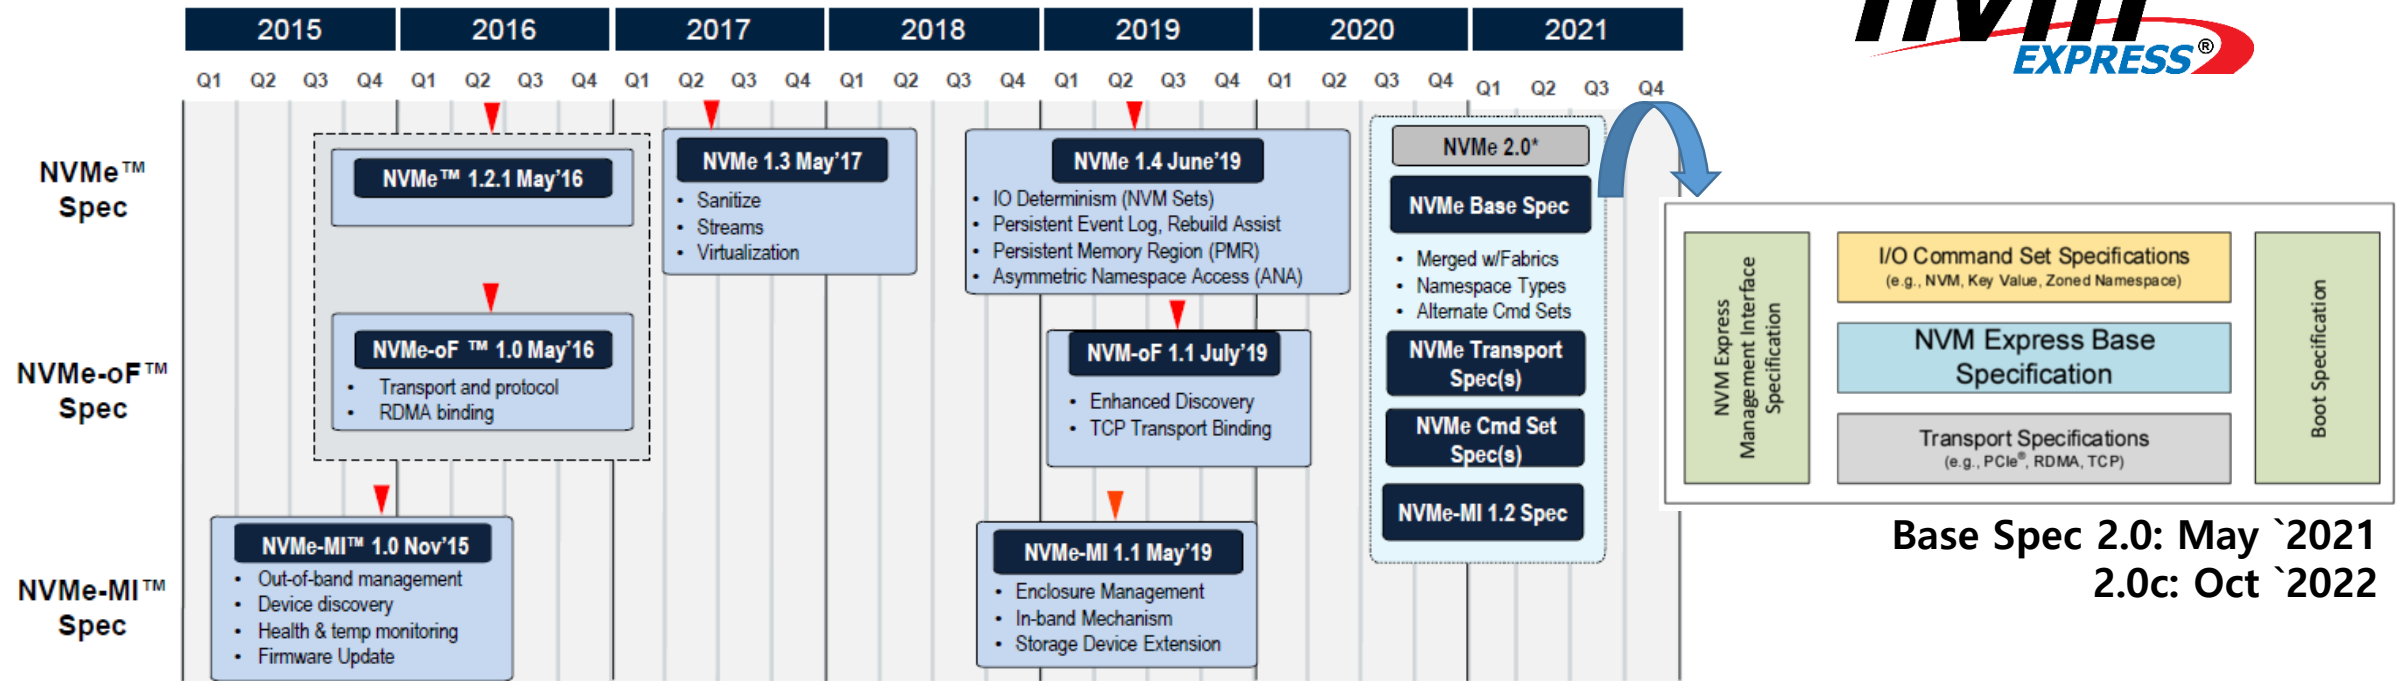 2015 2016 2017 2018 2019 2020 2021
Q1 Q2 Q3 Q4 Q1 Q2 Q3 Q4 Q1 Q2 Q3 Q4 Q1 Q2 Q3 Q4 Q1 Q2 Q3 Q4 Q1 Q2 Q3 Q4 Q1 Q2 Q3 Q4
nvm
EXPRESS®
NVMe™
Spec
NVMe™ 1.2.1 May'16
NVMe 1.3 May'17
• Sanitize
• Streams
• Virtualization
NVMe 1.4 June'19
• IO Determinism (NVM Sets)
• Persistent Event Log, Rebuild Assist
• Persistent Memory Region (PMR)
• Asymmetric Namespace Access (ANA)
NVMe-oF™
Spec
NVMe-oF ™ 1.0 May'16
• Transport and protocol
• RDMA binding
NVM-oF 1.1 July'19
• Enhanced Discovery
• TCP Transport Binding
NVMe-MI™
Spec
NVMe-MI™ 1.0 Nov'15
• Out-of-band management
• Device discovery
• Health & temp monitoring
• Firmware Update
NVMe-MI 1.1 May'19
• Enclosure Management
• In-band Mechanism
• Storage Device Extension
NVMe 2.0*
NVMe Base Spec
• Merged w/Fabrics
• Namespace Types
• Alternate Cmd Sets
NVMe Transport
Spec(s)
NVMe Cmd Set
Spec(s)
NVMe-MI 1.2 Spec
NVM Express
Management Interface
Specification
I/O Command Set Specifications
(e.g., NVM, Key Value, Zoned Namespace)
NVM Express Base
Specification
Transport Specifications
(e.g., PCIe®, RDMA, TCP)
Boot Specification
Base Spec 2.0: May `2021
2.0c: Oct `2022